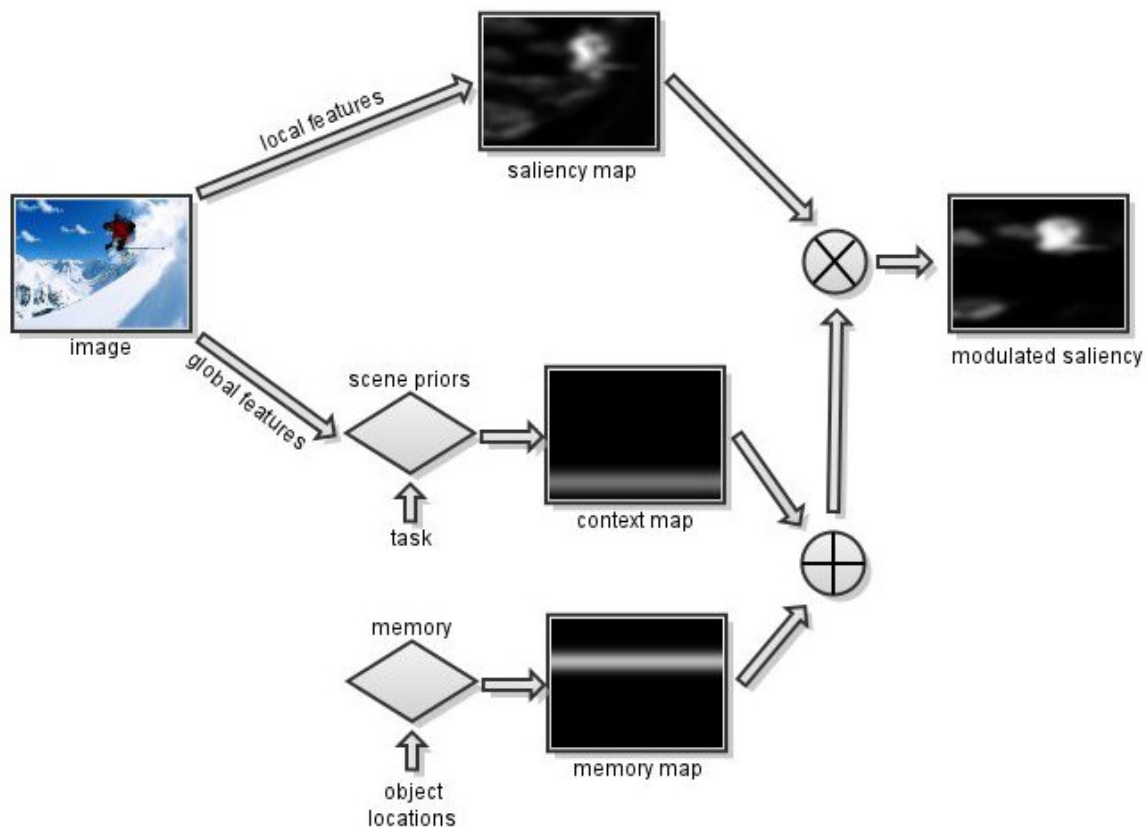 local features
saliency map
image
modulated saliency
global features
scene priors
context map
task
memory
memory map
object
locations